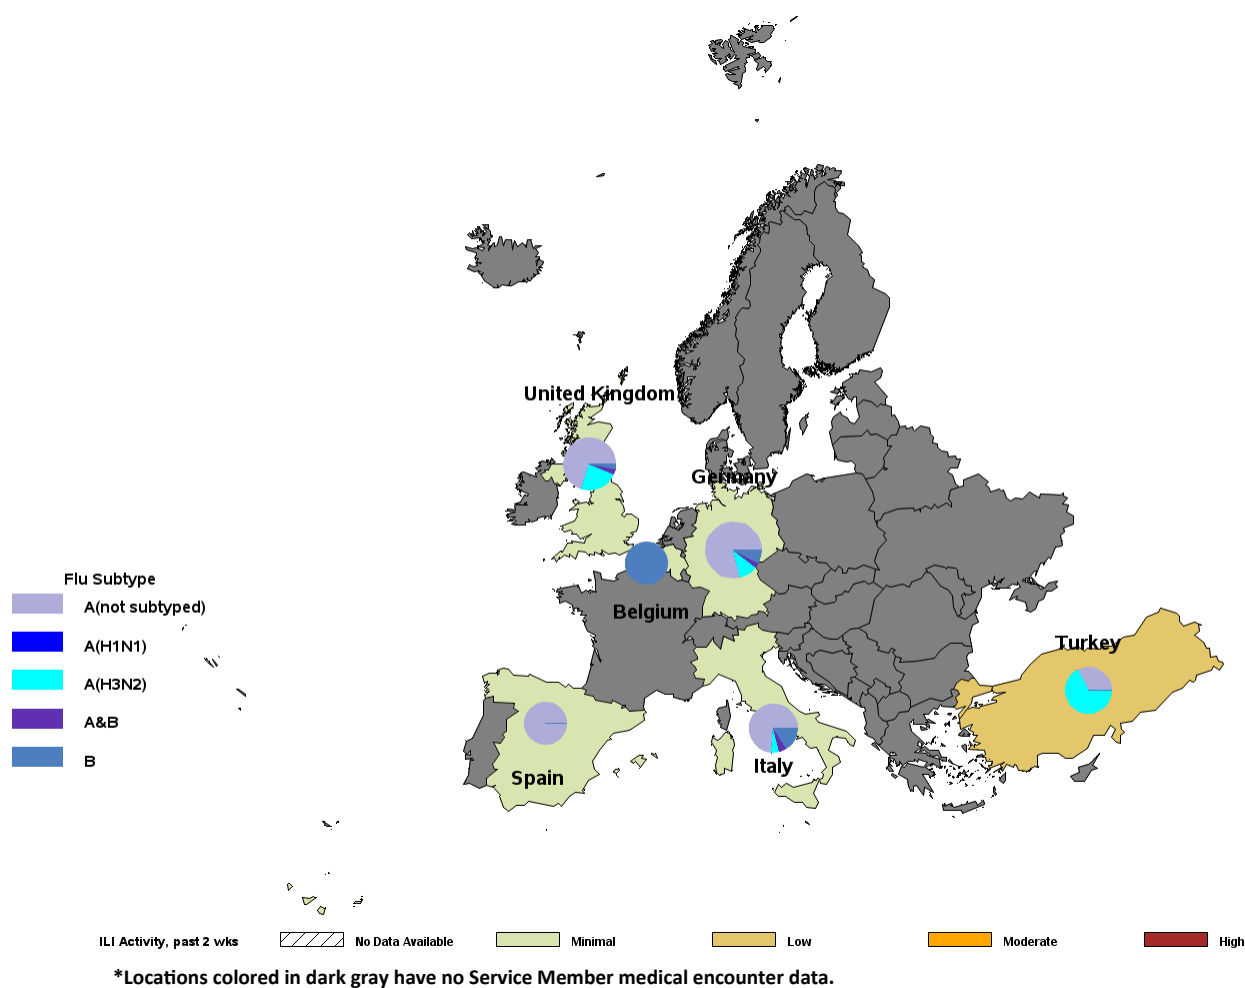 United Kingdom
Germany
Belgium
Flu Subtype
A(not subtyped)
A(H1N1)
A(H3N2)
A&B
B
Turkey
Spain
Italy
ILI Activity, past 2 wks
No Data Available
Minimal
Low
Moderate
High
*Locations colored in dark gray have no Service Member medical encounter data.